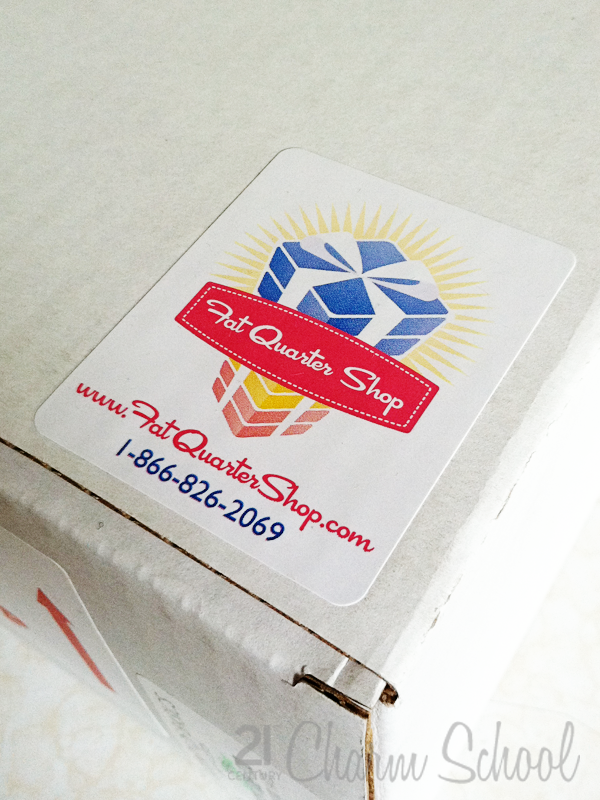 Fat Quarter Shop
www.FatQuarterShop.com
1-866-826-2069
21 Charm School
CENTURY